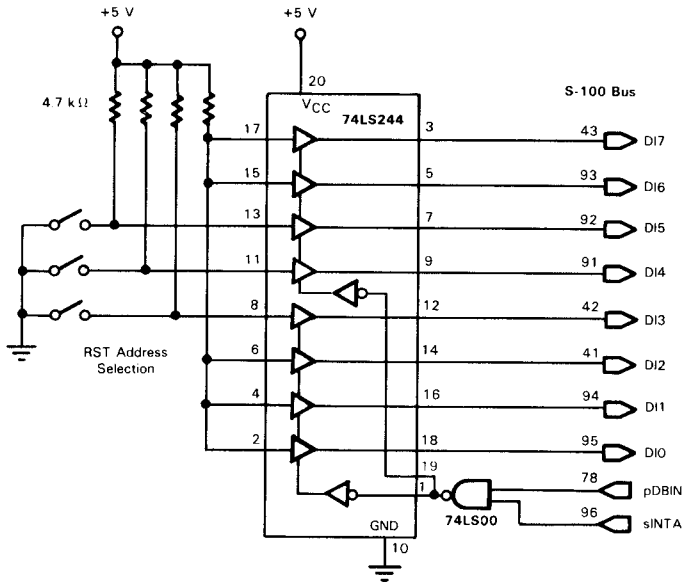 +5 V
+5 V
20
VCC
74LS244
S-100 Bus
4.7 kΩ
17
3
43
DI7
15
5
93
DI6
13
7
92
DI5
11
9
91
DI4
8
12
42
DI3
RST Address
Selection
6
14
41
DI2
4
16
94
DI1
2
18
95
DI0
19
1
78
pDBIN
74LS00
96
sINTA
GND
10